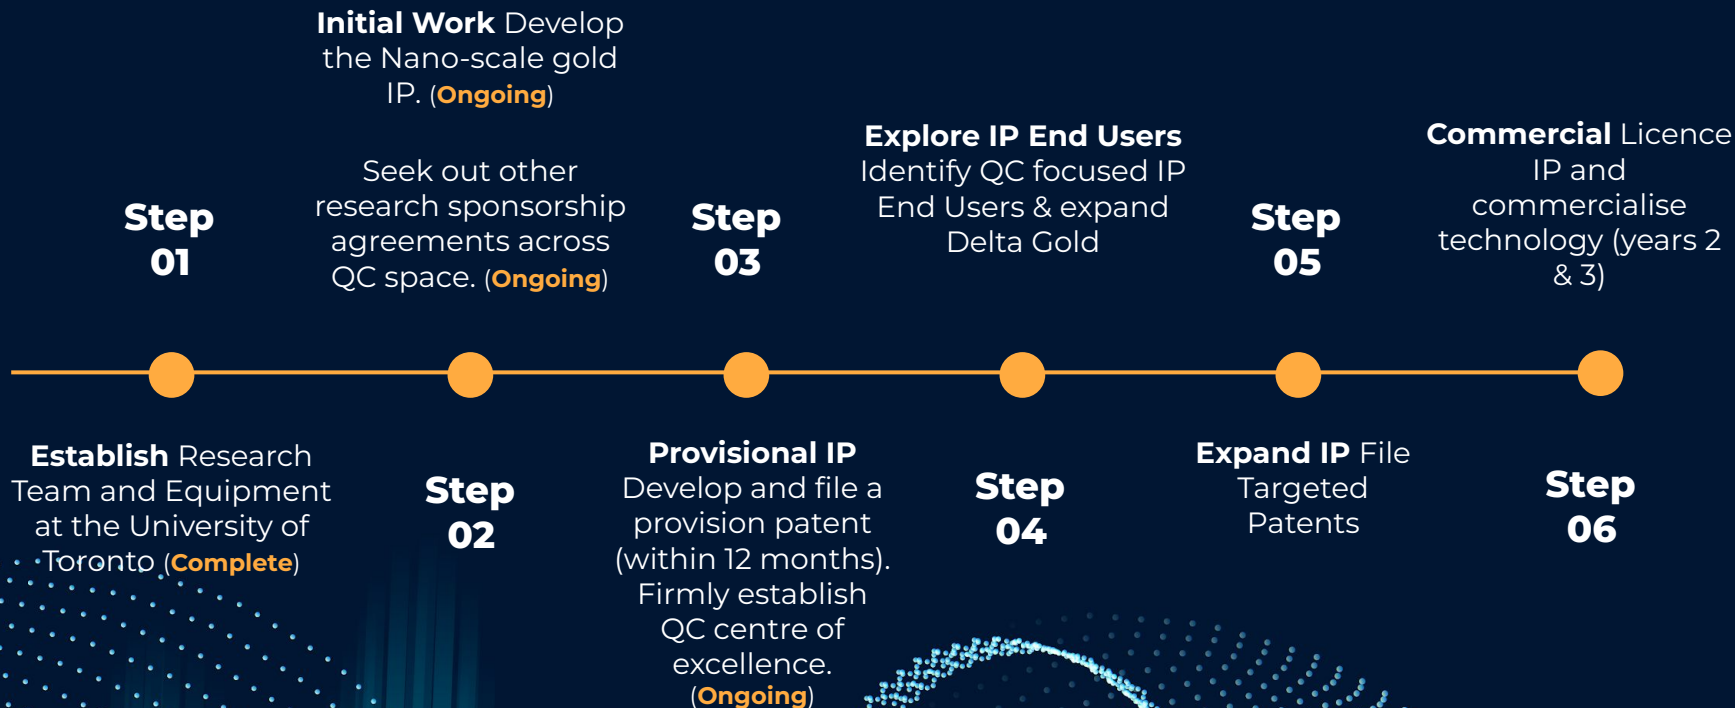 Step
01
Establish Research
Team and Equipment
at the University of
Toronto (Complete)
Initial Work Develop
the Nano-scale gold
IP. (Ongoing)
Seek out other
research sponsorship
agreements across
QC space. (Ongoing)
Step
02
Step
03
Provisional IP
Develop and file a
provision patent
(within 12 months).
Firmly establish
QC centre of
excellence.
(Ongoing)
Explore IP End Users
Identify QC focused IP
End Users & expand
Delta Gold
Step
04
Step
05
Expand IP File
Targeted
Patents
Commercial Licence
IP and
commercialise
technology (years 2
& 3)
Step
06